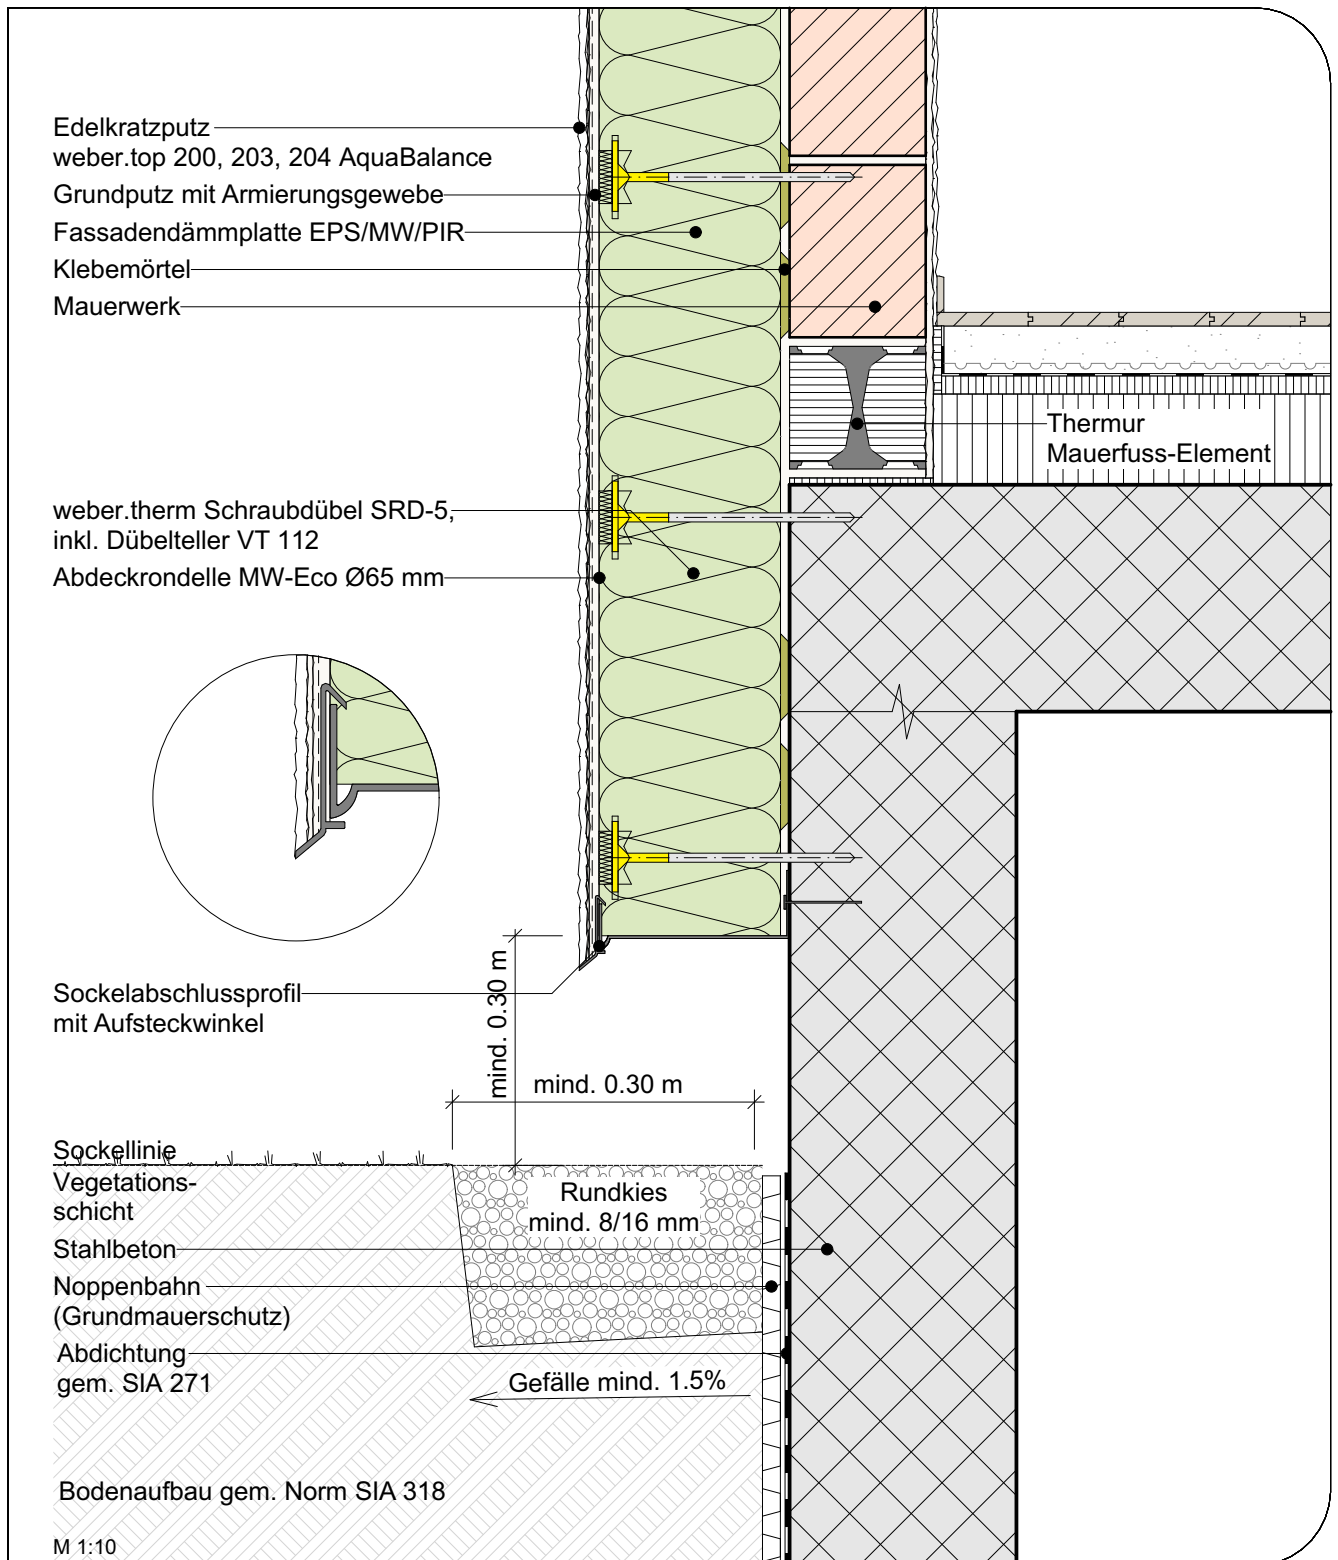 Edelkratzputz
weber.top 200, 203, 204 AquaBalance
Grundputz mit Armierungsgewebe
Fassadendämmplatte EPS/MW/PIR
Klebemörtel
Mauerwerk
Thermur
Mauerfuss-Element
weber.therm Schraubdübel SRD-5,
inkl. Dübelteller VT 112
Abdeckrondelle MW-Eco Ø65 mm
Sockelabschlussprofil
mit Aufsteckwinkel
mind. 0.30 m
mind. 0.30 m
Sockellinie
Vegetations-
schicht
Rundkies
mind. 8/16 mm
Stahlbeton
Noppenbahn
(Grundmauerschutz)
Abdichtung
gem. SIA 271
Gefälle mind. 1.5%
Bodenaufbau gem. Norm SIA 318
M 1:10